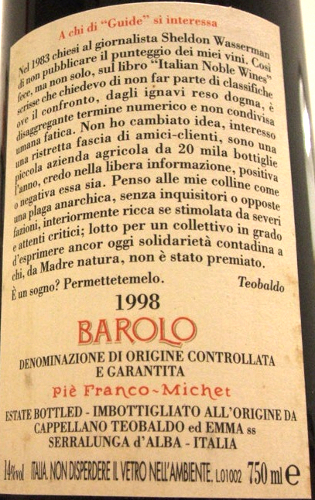 A chi di "Guide" si interessa
Nel 1983 chiesi al giornalista Sheldon Wasserman
di non pubblicare il punteggio dei miei vini. Così
fece, ma non solo, sul libro "Italian Noble Wines"
scrisse che chiedevo di non far parte di classifiche
ove il confronto, dagli ignavi reso dogma, è
disaggregante termine numerico e non condivisa
umana fatica. Non ho cambiato idea, interesso
una ristretta fascia di amici-clienti, sono una
piccola azienda agricola da 20 mila bottiglie
l'anno, credo nella libera informazione, positiva
o negativa essa sia. Penso alle mie colline come
una plaga anarchica, senza inquisitori o opposte
fazioni, interiormente ricca se stimolata da severi
e attenti critici; lotto per un collettivo in grado
d'esprimere ancor oggi solidarietà contadina a
chi, da Madre natura, non è stato premiato.
È un sogno? Permettetemelo.
Teobaldo
1998
BAROLO
DENOMINAZIONE DI ORIGINE CONTROLLATA
E GARANTITA
Piè Franco-Michet
ESTATE BOTTLED - IMBOTTIGLIATO ALL'ORIGINE DA
CAPPELLANO TEOBALDO ed EMMA ss
SERRALUNGA d'ALBA - ITALIA
14%vol ITALIA NON DISPERDERE IL VETRO NELL'AMBIENTE. L.01002 750 ml e